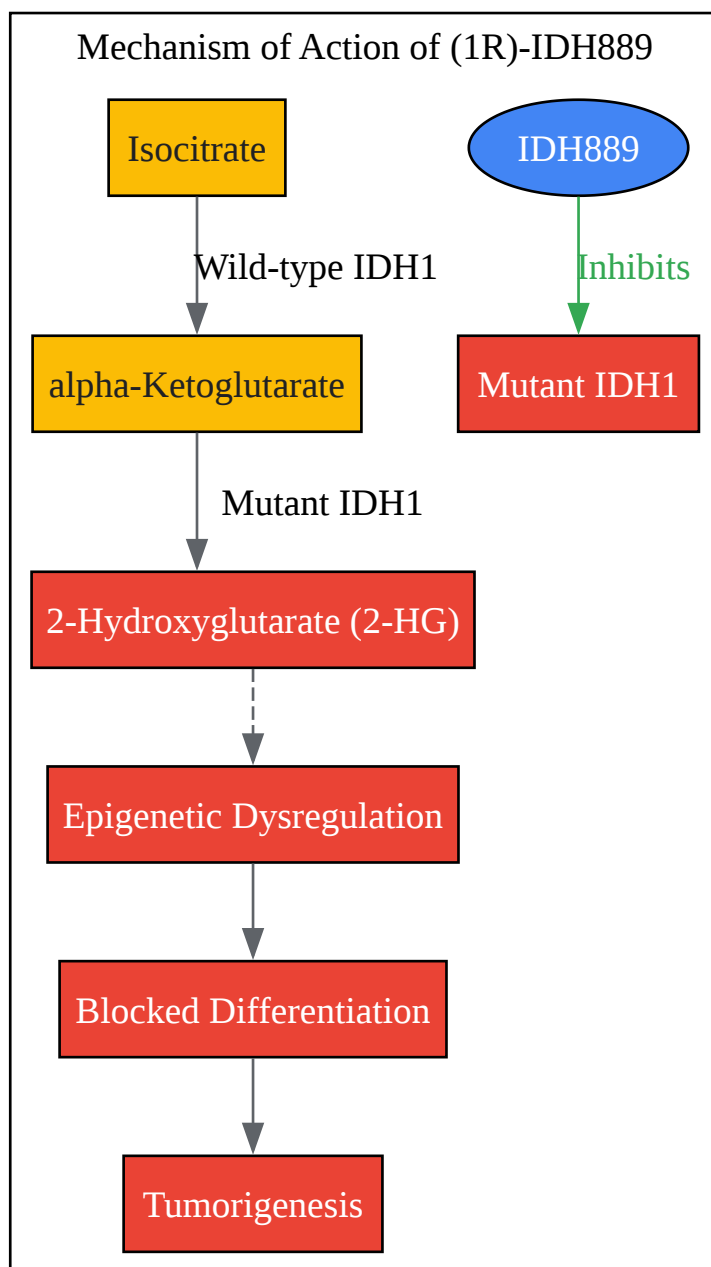 Mechanism of Action of (1R)-IDH889
Isocitrate
IDH889
Wild-type IDH1
Inhibits
alpha-Ketoglutarate
Mutant IDH1
Mutant IDH1
2-Hydroxyglutarate (2-HG)
Epigenetic Dysregulation
Blocked Differentiation
Tumorigenesis